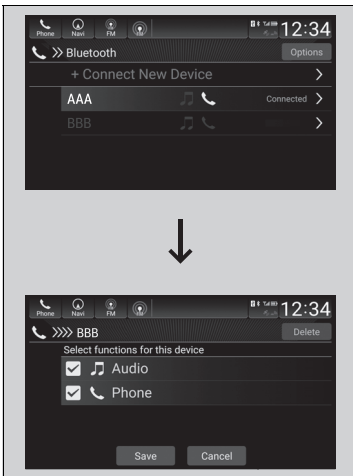 Phone Navi FM 12:34
Bluetooth Options
+ Connect New Device
AAA Connected
BBB
Phone Navi FM 12:34
BBB Delete
Select functions for this device
Audio
Phone
Save Cancel